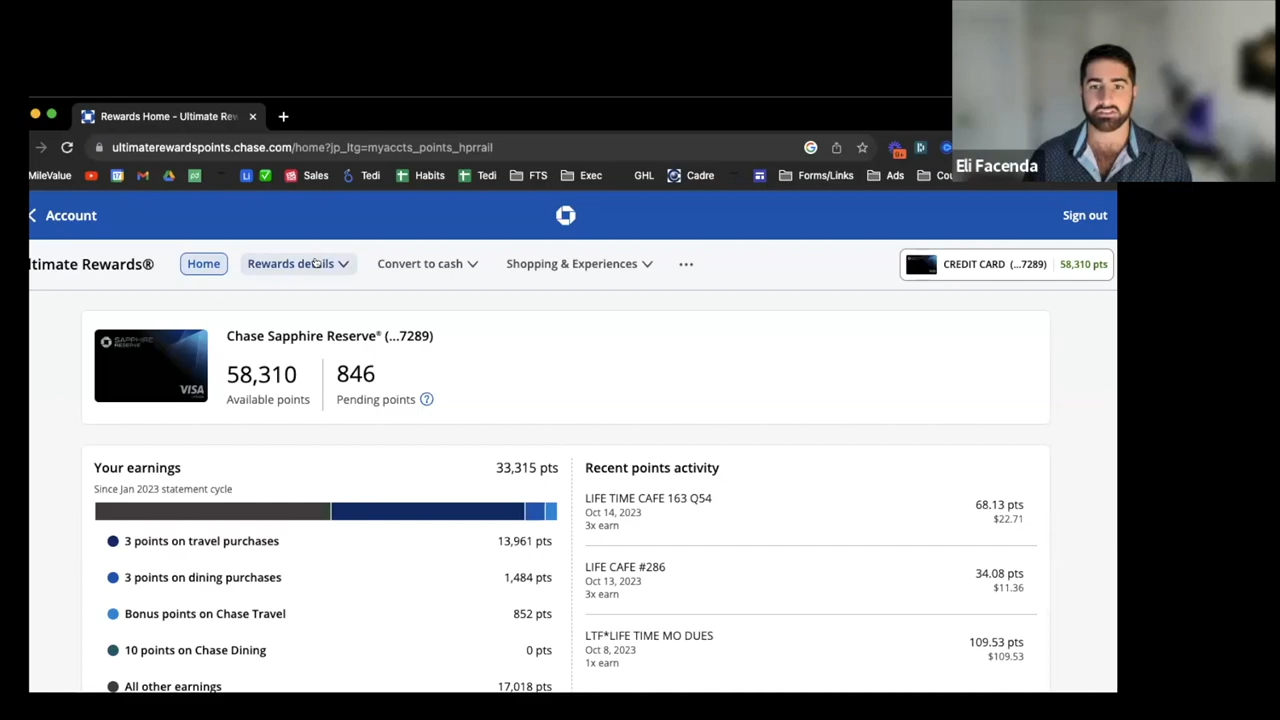 Rewards Home - Ultimate Rew
ultimaterewardspoints.chase.com/home?jp_ltg=myaccts_points_hprrail
Eli Facenda
MileValue
Sales
Tedi
Habits
Tedi
FTS
Exec
GHL
Cadre
Forms/Links
Ads
Cou
Account
Sign out
ltimate Rewards®
Home
Rewards details
Convert to cash
Shopping & Experiences
CREDIT CARD (...7289)
58,310 pts
SAPPHIRE
RESERVE
VISA
Chase Sapphire Reserve® (...7289)
58,310
Available points
846
Pending points
Your earnings
33,315 pts
Since Jan 2023 statement cycle
3 points on travel purchases
13,961 pts
3 points on dining purchases
1,484 pts
Bonus points on Chase Travel
852 pts
10 points on Chase Dining
0 pts
All other earnings
17,018 pts
Recent points activity
LIFE TIME CAFE 163 Q54
Oct 14, 2023
3x earn
68.13 pts
$22.71
LIFE CAFE #286
Oct 13, 2023
3x earn
34.08 pts
$11.36
LTF*LIFE TIME MO DUES
Oct 8, 2023
1x earn
109.53 pts
$109.53